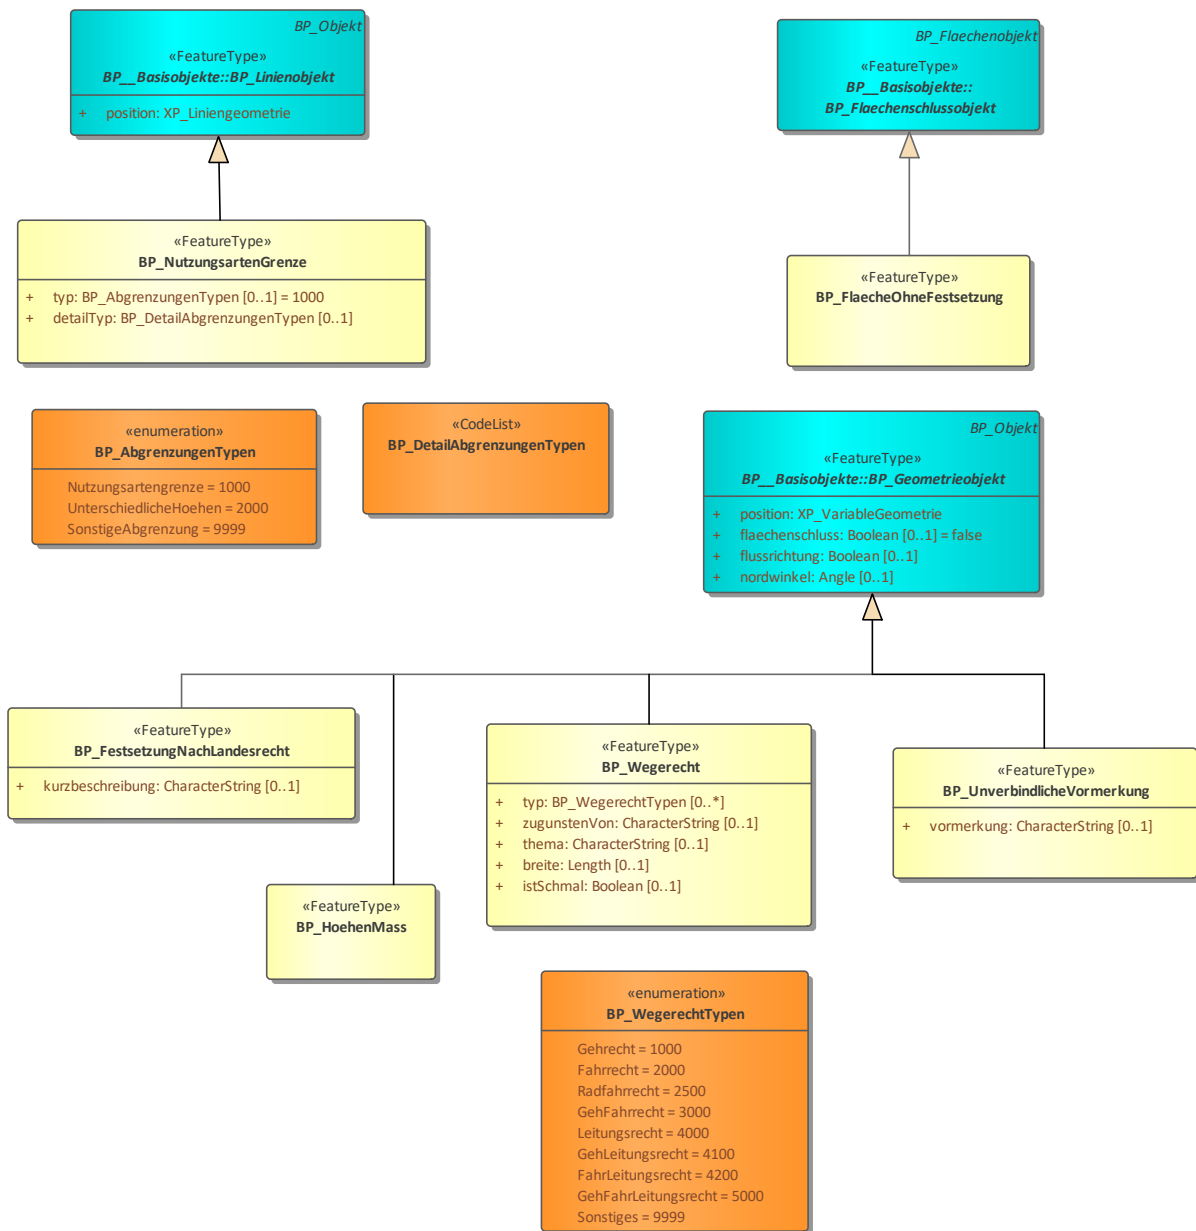 BP_Objekt
«FeatureType»
BP__Basisobjekte::BP_Linienobjekt
+ position: XP_Liniengeometrie
BP_Flaechenobjekt
«FeatureType»
BP__Basisobjekte::
BP_Flaechenschlussobjekt
«FeatureType»
BP_NutzungsartenGrenze
+ typ: BP_AbgrenzungenTypen [0..1] = 1000
+ detailTyp: BP_DetailAbgrenzungenTypen [0..1]
«FeatureType»
BP_FlaecheOhneFestsetzung
«enumeration»
BP_AbgrenzungenTypen
Nutzungsartengrenze = 1000
UnterschiedlicheHoehen = 2000
SonstigeAbgrenzung = 9999
«CodeList»
BP_DetailAbgrenzungenTypen
BP_Objekt
«FeatureType»
BP__Basisobjekte::BP_Geometrieobjekt
+ position: XP_VariableGeometrie
+ flaechenschluss: Boolean [0..1] = false
+ flussrichtung: Boolean [0..1]
+ nordwinkel: Angle [0..1]
«FeatureType»
BP_FestsetzungNachLandesrecht
+ kurzbeschreibung: CharacterString [0..1]
«FeatureType»
BP_HoehenMass
«FeatureType»
BP_Wegerecht
+ typ: BP_WegerechtTypen [0..*]
+ zugunstenVon: CharacterString [0..1]
+ thema: CharacterString [0..1]
+ breite: Length [0..1]
+ istSchmal: Boolean [0..1]
«FeatureType»
BP_UnverbindlicheVormerkung
+ vormerkung: CharacterString [0..1]
«enumeration»
BP_WegerechtTypen
Gehrecht = 1000
Fahrrecht = 2000
Radfahrrecht = 2500
GehFahrrecht = 3000
Leitungsrecht = 4000
GehLeitungsrecht = 4100
FahrLeitungsrecht = 4200
GehFahrLeitungsrecht = 5000
Sonstiges = 9999